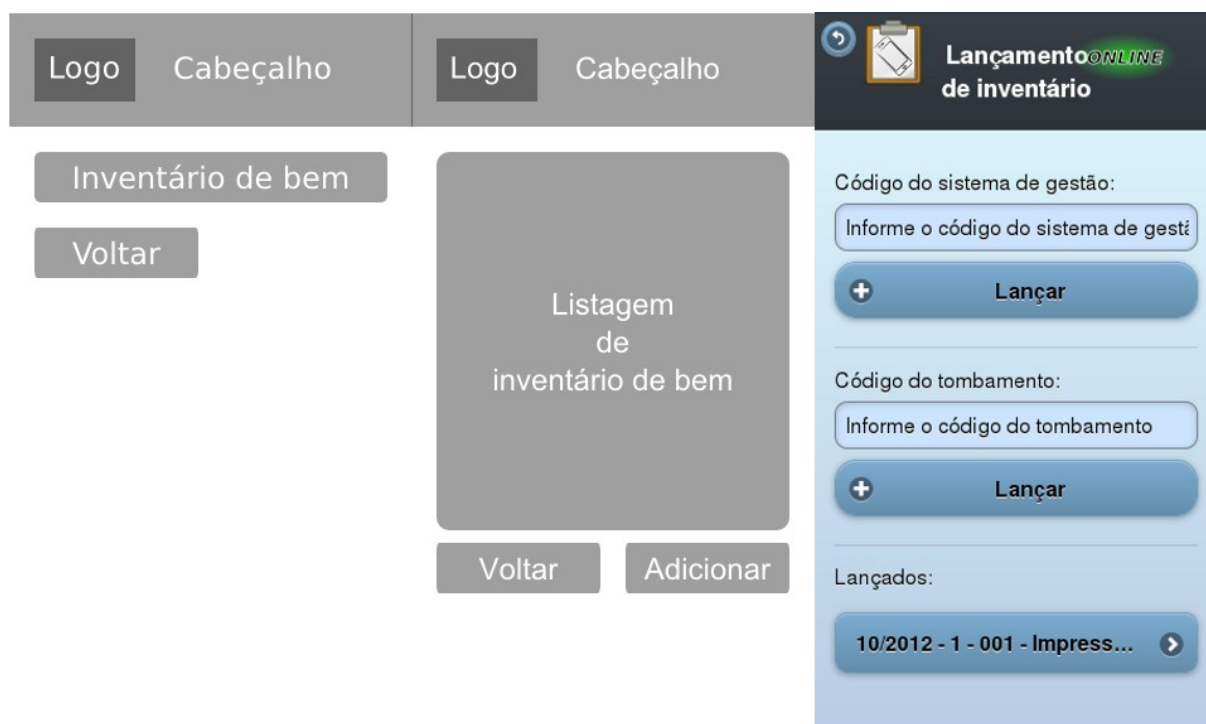 Logo
Cabeçalho
Inventário de bem
Voltar
Logo
Cabeçalho
Listagem
de
inventário de bem
Voltar
Adicionar
Lançamento ONLINE
de inventário
Código do sistema de gestão:
Informe o código do sistema de gestã
Lançar
Código do tombamento:
Informe o código do tombamento
Lançar
Lançados:
10/2012 - 1 - 001 - Impress...